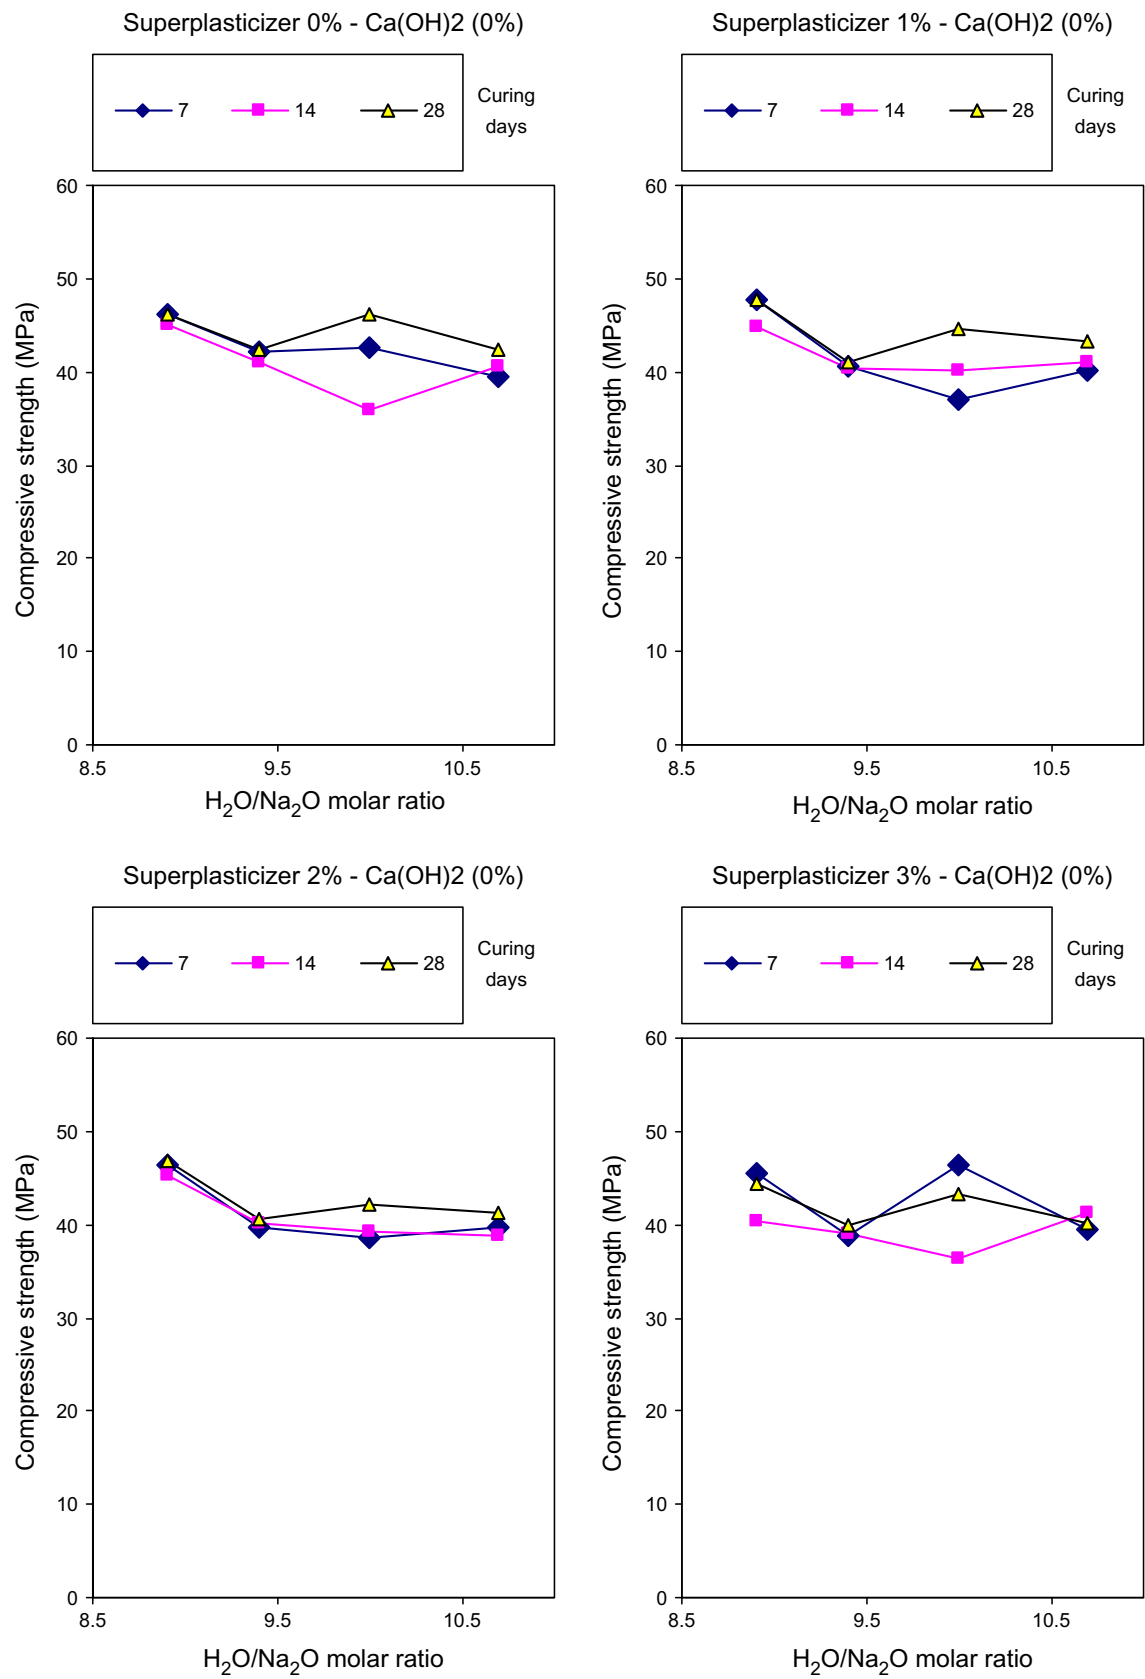 Superplasticizer 0% - Ca(OH)2 (0%)
7 14 28 Curing days
60
50
40
30
20
10
0
8.5 9.5 10.5
Compressive strength (MPa)
H₂O/Na₂O molar ratio
Superplasticizer 1% - Ca(OH)2 (0%)
7 14 28 Curing days
60
50
40
30
20
10
0
8.5 9.5 10.5
Compressive strength (MPa)
H₂O/Na₂O molar ratio
Superplasticizer 2% - Ca(OH)2 (0%)
7 14 28 Curing days
60
50
40
30
20
10
0
8.5 9.5 10.5
Compressive strength (MPa)
H₂O/Na₂O molar ratio
Superplasticizer 3% - Ca(OH)2 (0%)
7 14 28 Curing days
60
50
40
30
20
10
0
8.5 9.5 10.5
Compressive strength (MPa)
H₂O/Na₂O molar ratio